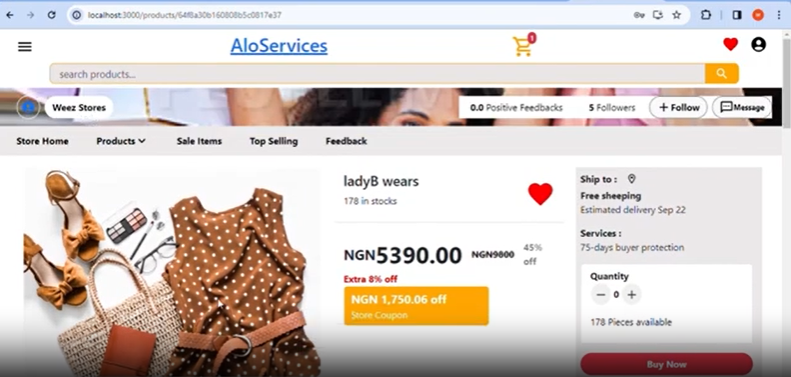 localhost:3000/products/64f8a30b160808b5c0817e37
AloServices
1
search products...
Weez Stores
0.0 Positive Feedbacks
5 Followers
+ Follow
Message
Store Home
Products
Sale Items
Top Selling
Feedback
ladyB wears
178 in stocks
NGN5390.00
NGN9800
45% off
Extra 8% off
NGN 1,750.06 off
Store Coupon
Ship to :
Free sheeping
Estimated delivery Sep 22
Services :
75-days buyer protection
Quantity
0
178 Pieces available
Buy Now